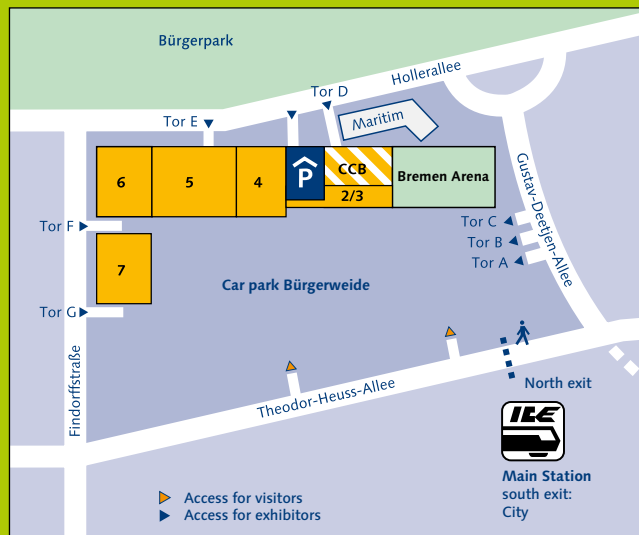 Bürgerpark
Hollerallee
Tor D
Tor E
Maritim
6
5
4
P
CCB
2/3
Bremen Arena
Gustav-Deetjen-Allee
Tor F
Tor C
Tor B
Tor A
7
Car park Bürgerweide
Tor G
Findorffstraße
Theodor-Heuss-Allee
North exit
ICE
Main Station
south exit:
City
Access for visitors
Access for exhibitors